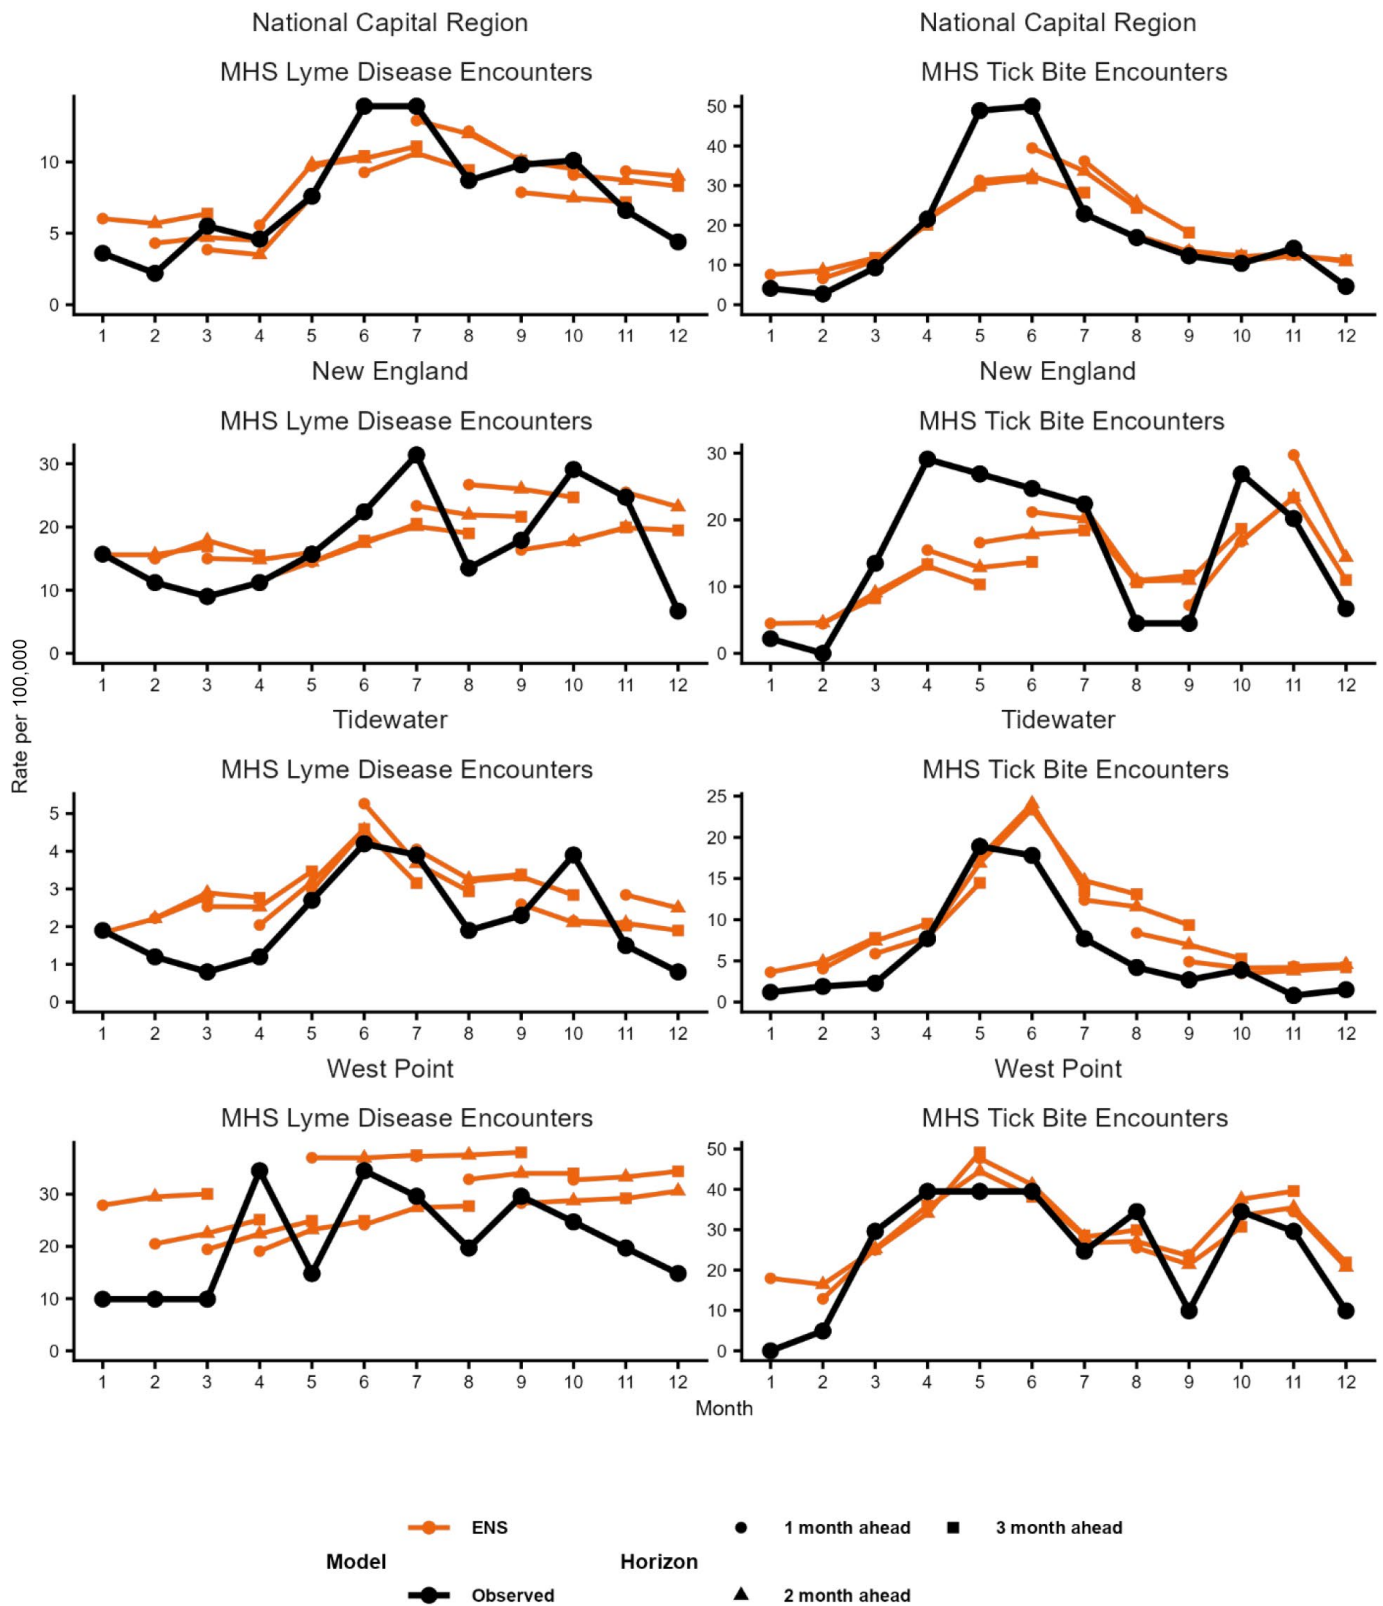 National Capital Region
National Capital Region
MHS Lyme Disease Encounters
MHS Tick Bite Encounters
10
5
0
1 2 3 4 5 6 7 8 9 10 11 12
50
40
30
20
10
0
1 2 3 4 5 6 7 8 9 10 11 12
New England
New England
MHS Lyme Disease Encounters
MHS Tick Bite Encounters
30
20
10
0
1 2 3 4 5 6 7 8 9 10 11 12
30
20
10
0
1 2 3 4 5 6 7 8 9 10 11 12
Rate per 100,000
Tidewater
Tidewater
MHS Lyme Disease Encounters
MHS Tick Bite Encounters
5
4
3
2
1
0
1 2 3 4 5 6 7 8 9 10 11 12
25
20
15
10
5
0
1 2 3 4 5 6 7 8 9 10 11 12
West Point
West Point
MHS Lyme Disease Encounters
MHS Tick Bite Encounters
30
20
10
0
1 2 3 4 5 6 7 8 9 10 11 12
50
40
30
20
10
0
1 2 3 4 5 6 7 8 9 10 11 12
Month
Model
ENS
Observed
Horizon
1 month ahead
2 month ahead
3 month ahead